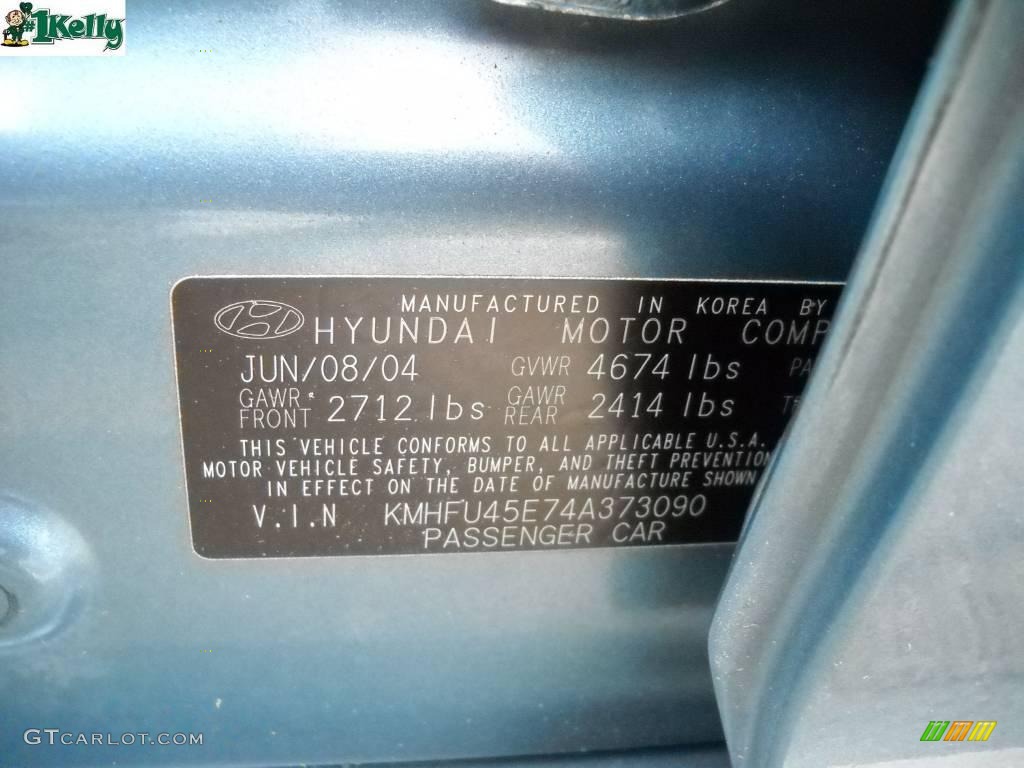 #1Kelly
MANUFACTURED IN KOREA BY
HYUNDAI MOTOR COMP
JUN/08/04 GVWR 4674 lbs PA
GAWR FRONT 2712 lbs GAWR REAR 2414 lbs
THIS VEHICLE CONFORMS TO ALL APPLICABLE U.S.A.
MOTOR VEHICLE SAFETY, BUMPER, AND THEFT PREVENTION
IN EFFECT ON THE DATE OF MANUFACTURE SHOWN
V.I.N KMHFU45E74A373090
PASSENGER CAR
GTCARLOT.COM